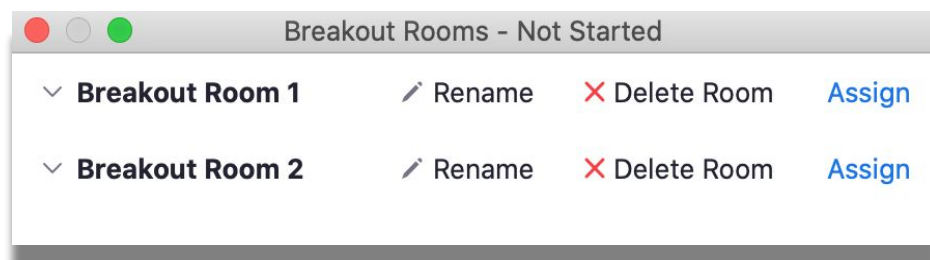 Breakout Rooms - Not Started
Breakout Room 1 Rename Delete Room Assign
Breakout Room 2 Rename Delete Room Assign